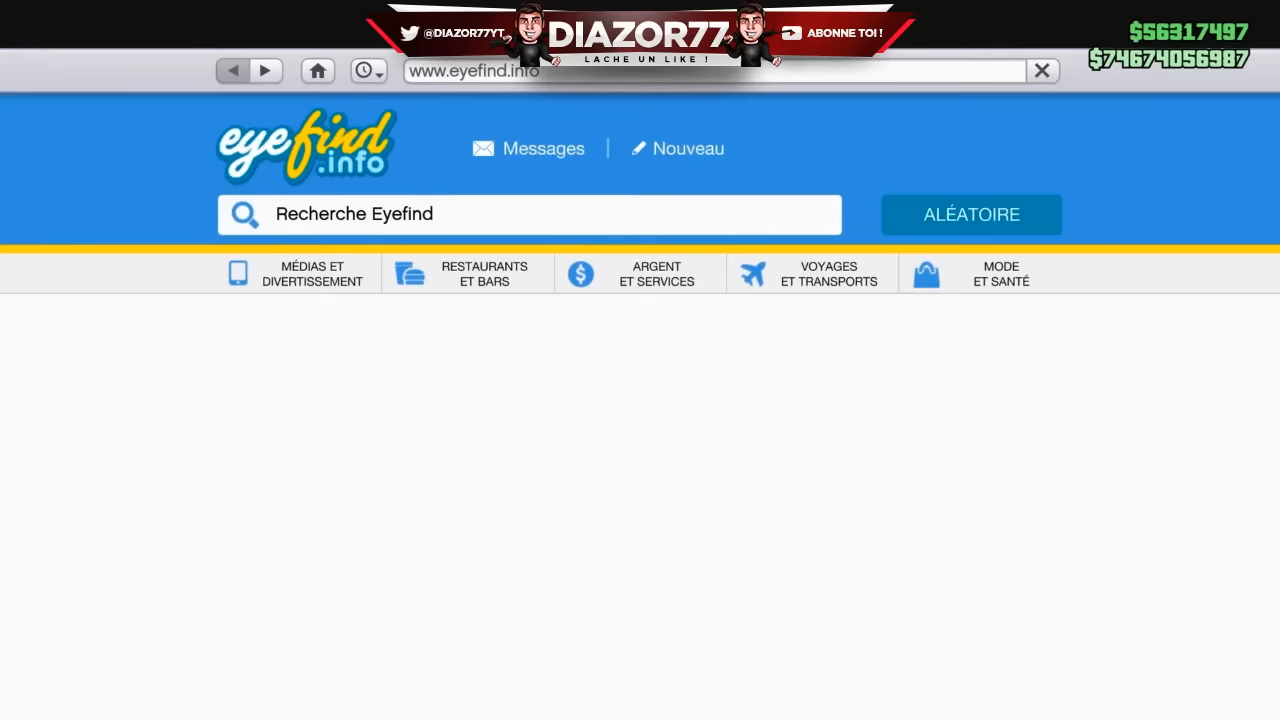 @DIAZOR77YT
DIAZOR77
ABONNE TOI !
LACHE UN LIKE !
$56317497
$74674056987
www.eyefind.info
eyefind
.info
Messages
Nouveau
Recherche Eyefind
ALÉATOIRE
MÉDIAS ET
DIVERTISSEMENT
RESTAURANTS
ET BARS
ARGENT
ET SERVICES
VOYAGES
ET TRANSPORTS
MODE
ET SANTÉ